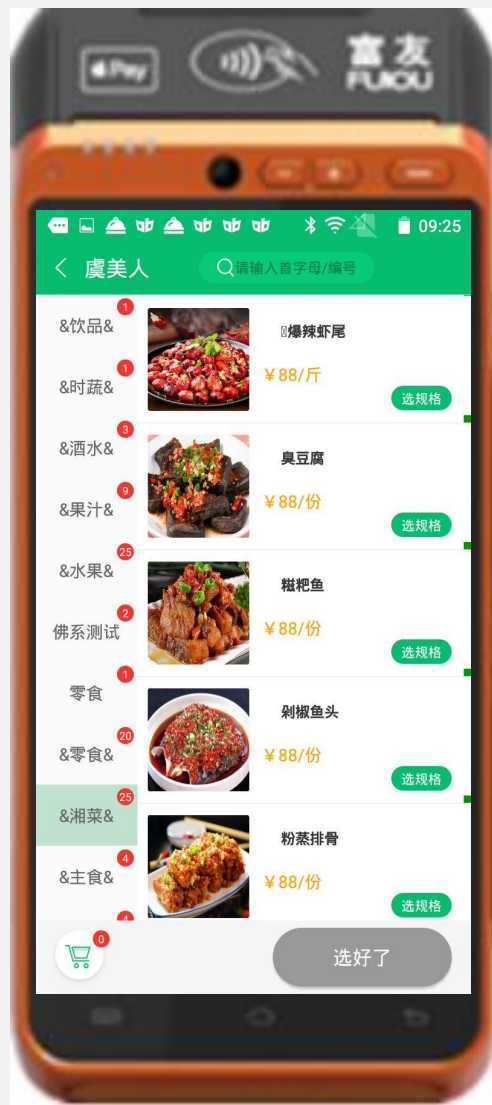 Pay
富友
FUIOU
09:25
虞美人
请输入首字母/编号
&饮品&
1
&时蔬&
1
&酒水&
3
&果汁&
9
&水果&
25
佛系测试
2
零食
1
&零食&
20
&湘菜&
25
&主食&
4
爆辣虾尾
￥88/斤
选规格
臭豆腐
￥88/份
选规格
糍粑鱼
￥88/份
选规格
剁椒鱼头
￥88/份
选规格
粉蒸排骨
￥88/份
选规格
0
选好了